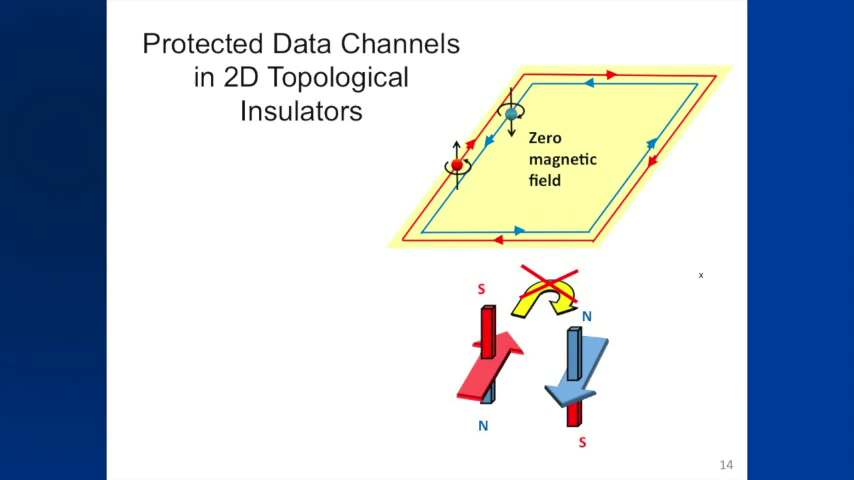 Protected Data Channels
in 2D Topological
Insulators
Zero
magnetic
field
x
S
N
N
S
14